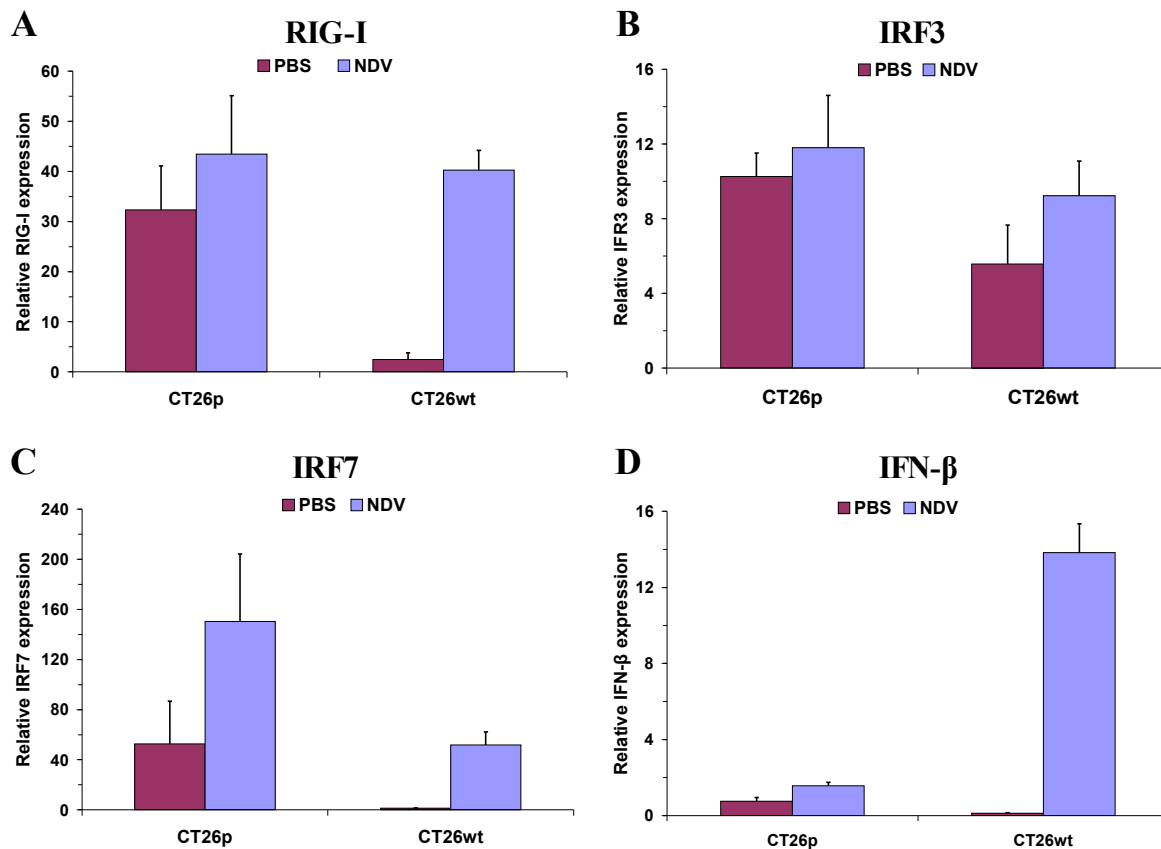 A
RIG-I
PBS NDV
Relative RIG-I expression
60
50
40
30
20
10
0
CT26p CT26wt
B
IRF3
PBS NDV
Relative IFR3 expression
16
12
8
4
0
CT26p CT26wt
C
IRF7
PBS NDV
Relative IRF7 expression
240
200
160
120
80
40
0
CT26p CT26wt
D
IFN-β
PBS NDV
Relative IFN-β expression
16
12
8
4
0
CT26p CT26wt